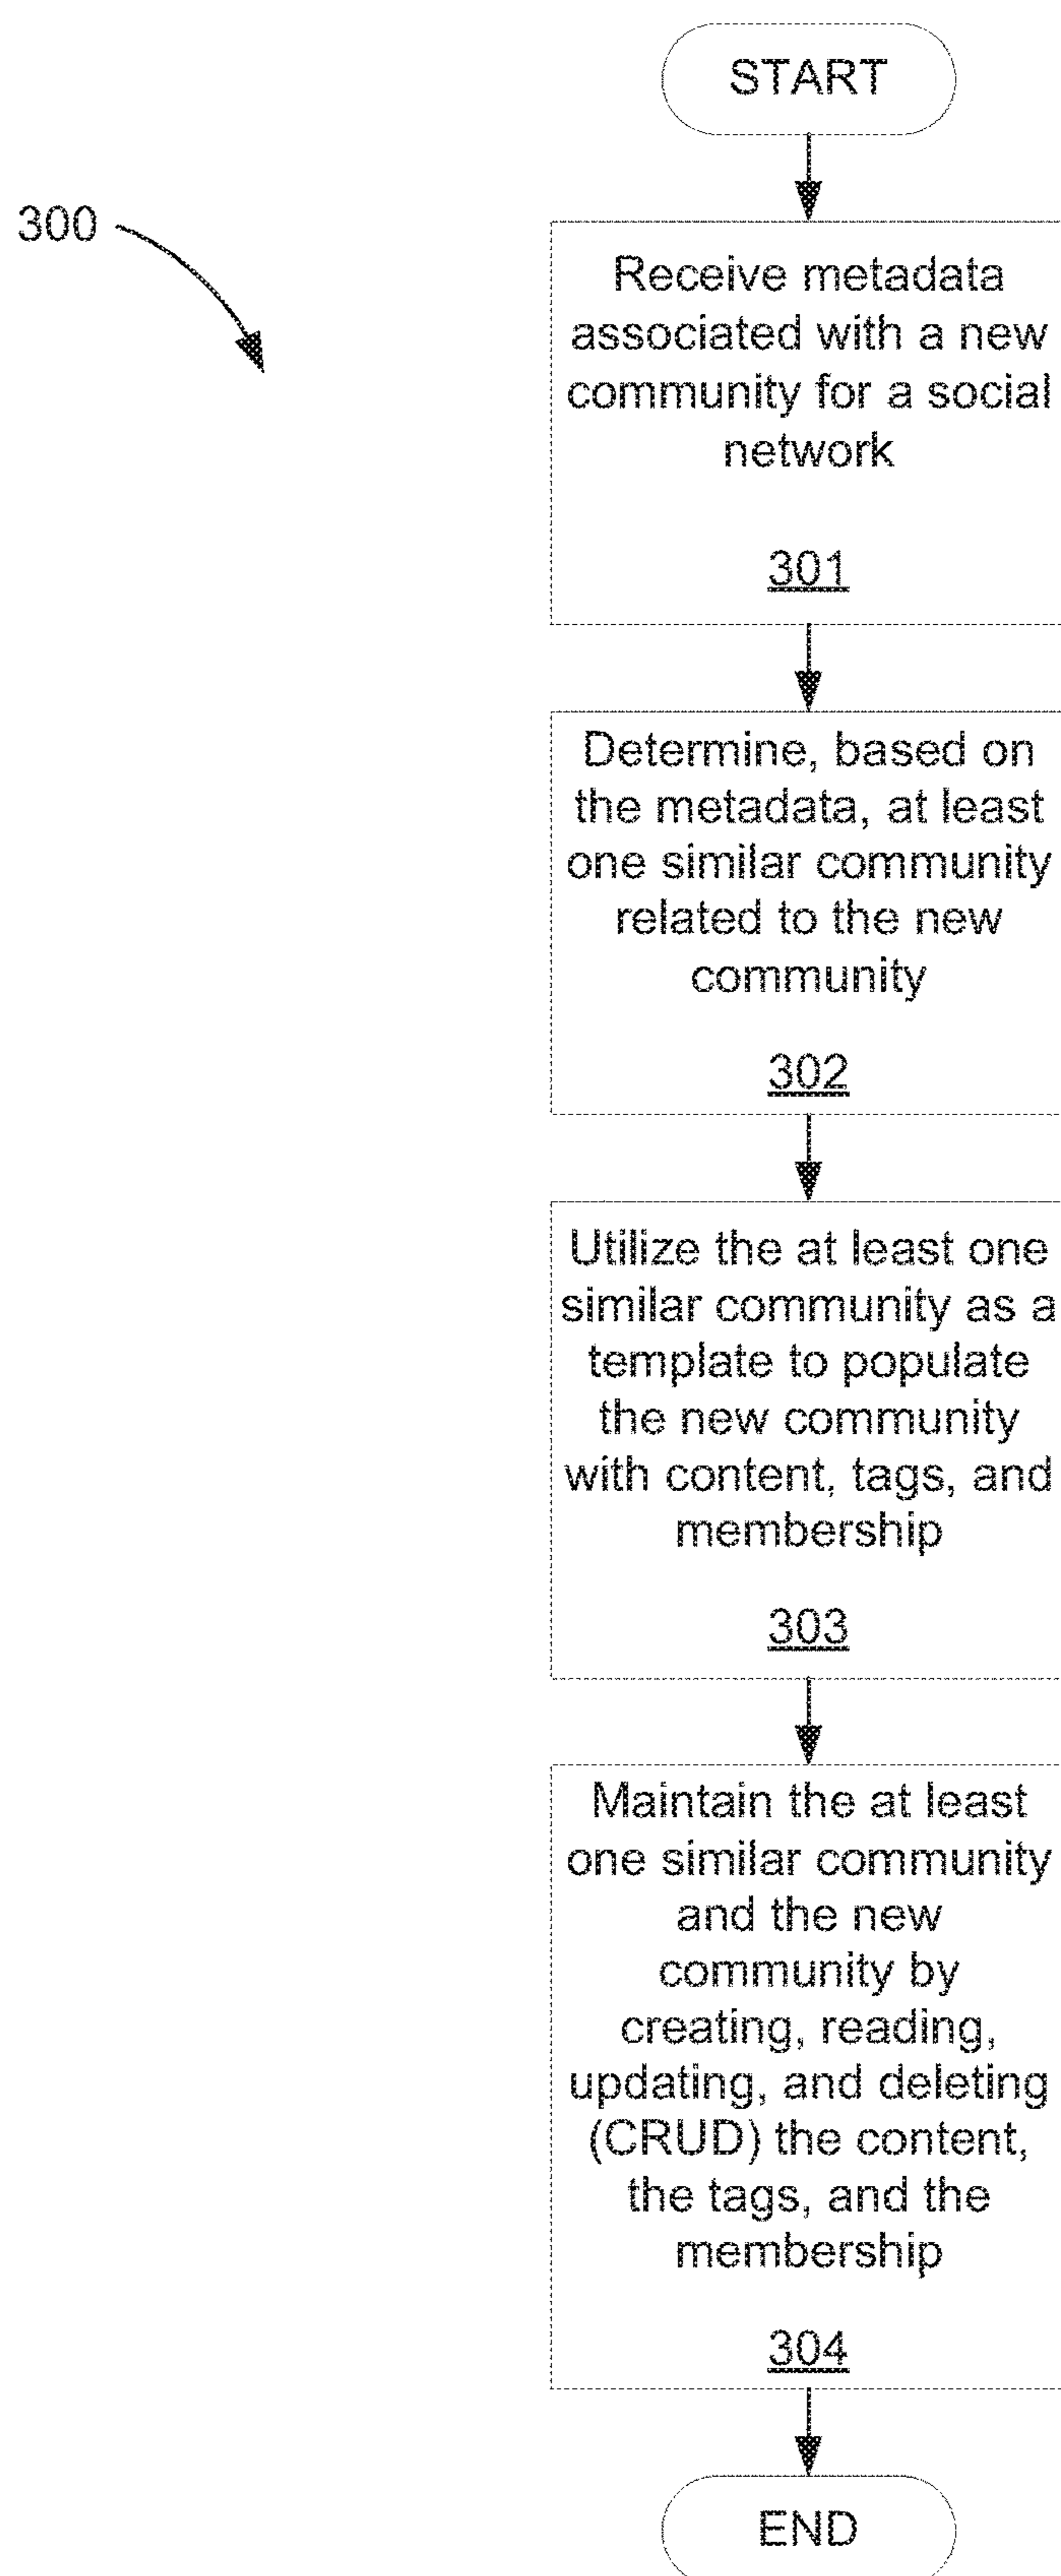 START
300
Receive metadata
associated with a new
community for a social
network
301
Determine, based on
the metadata, at least
one similar community
related to the new
community
302
Utilize the at least one
similar community as a
template to populate
the new community
with content, tags, and
membership
303
Maintain the at least
one similar community
and the new
community by
creating, reading,
updating, and deleting
(CRUD) the content,
the tags, and the
membership
304
END